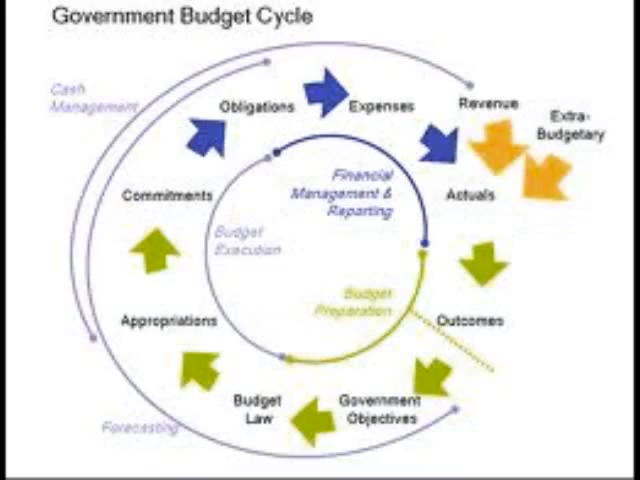 Government Budget Cycle
Cash
Management
Obligations
Expenses
Revenue
Extra-
Budgetary
Financial
Management &
Reporting
Commitments
Actuals
Budget
Execution
Budget
Preparation
Appropriations
Outcomes
Budget
Law
Government
Objectives
Forecasting